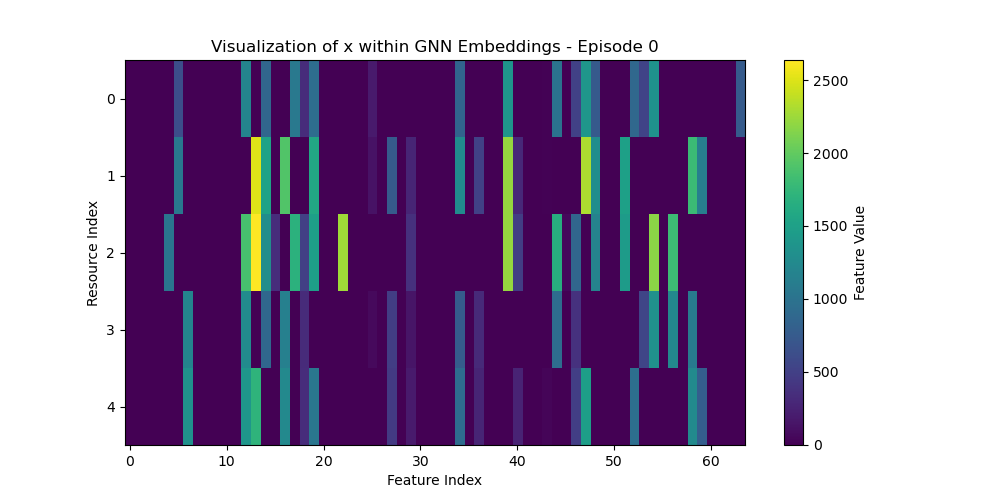 Visualization of x within GNN Embeddings - Episode 0
Resource Index
0
1
2
3
4
0 10 20 30 40 50 60
Feature Index
2500
2000
1500
1000
500
0
Feature Value